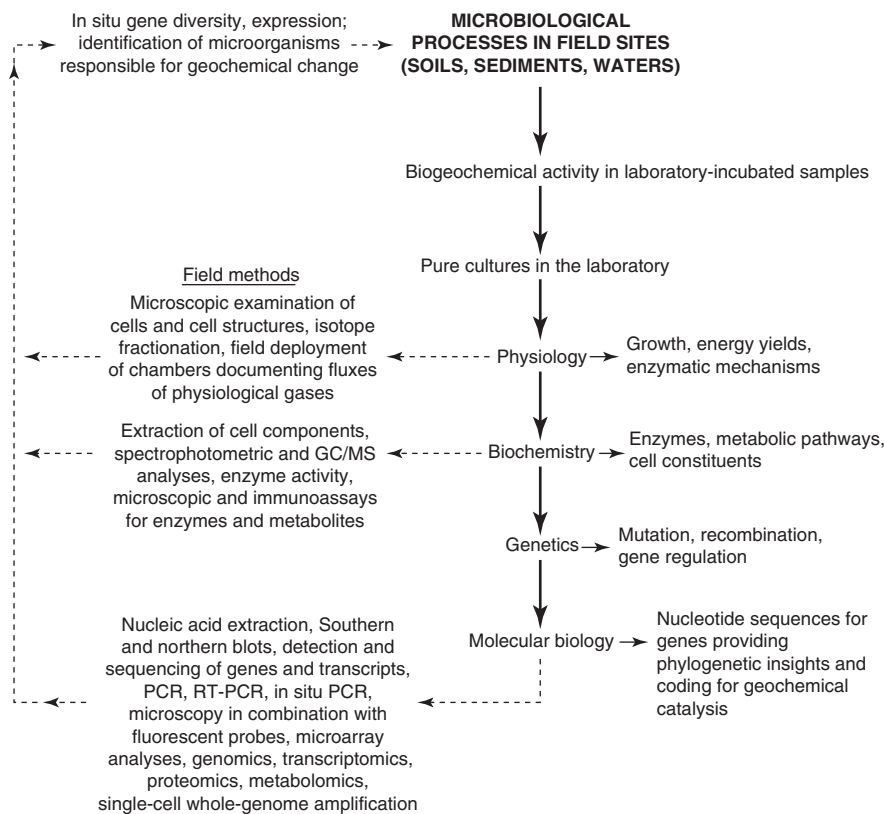 In situ gene diversity, expression;
identification of microorganisms
responsible for geochemical change
MICROBIOLOGICAL
PROCESSES IN FIELD SITES
(SOILS, SEDIMENTS, WATERS)
Biogeochemical activity in laboratory-incubated samples
Pure cultures in the laboratory
Field methods
Microscopic examination of
cells and cell structures, isotope
fractionation, field deployment
of chambers documenting fluxes
of physiological gases
Physiology
Growth, energy yields,
enzymatic mechanisms
Extraction of cell components,
spectrophotometric and GC/MS
analyses, enzyme activity,
microscopic and immunoassays
for enzymes and metabolites
Biochemistry
Enzymes, metabolic pathways,
cell constituents
Genetics
Mutation, recombination,
gene regulation
Nucleic acid extraction, Southern
and northern blots, detection and
sequencing of genes and transcripts,
PCR, RT-PCR, in situ PCR,
microscopy in combination with
fluorescent probes, microarray
analyses, genomics, transcriptomics,
proteomics, metabolomics,
single-cell whole-genome amplification
Molecular biology
Nucleotide sequences for
genes providing
phylogenetic insights and
coding for geochemical
catalysis